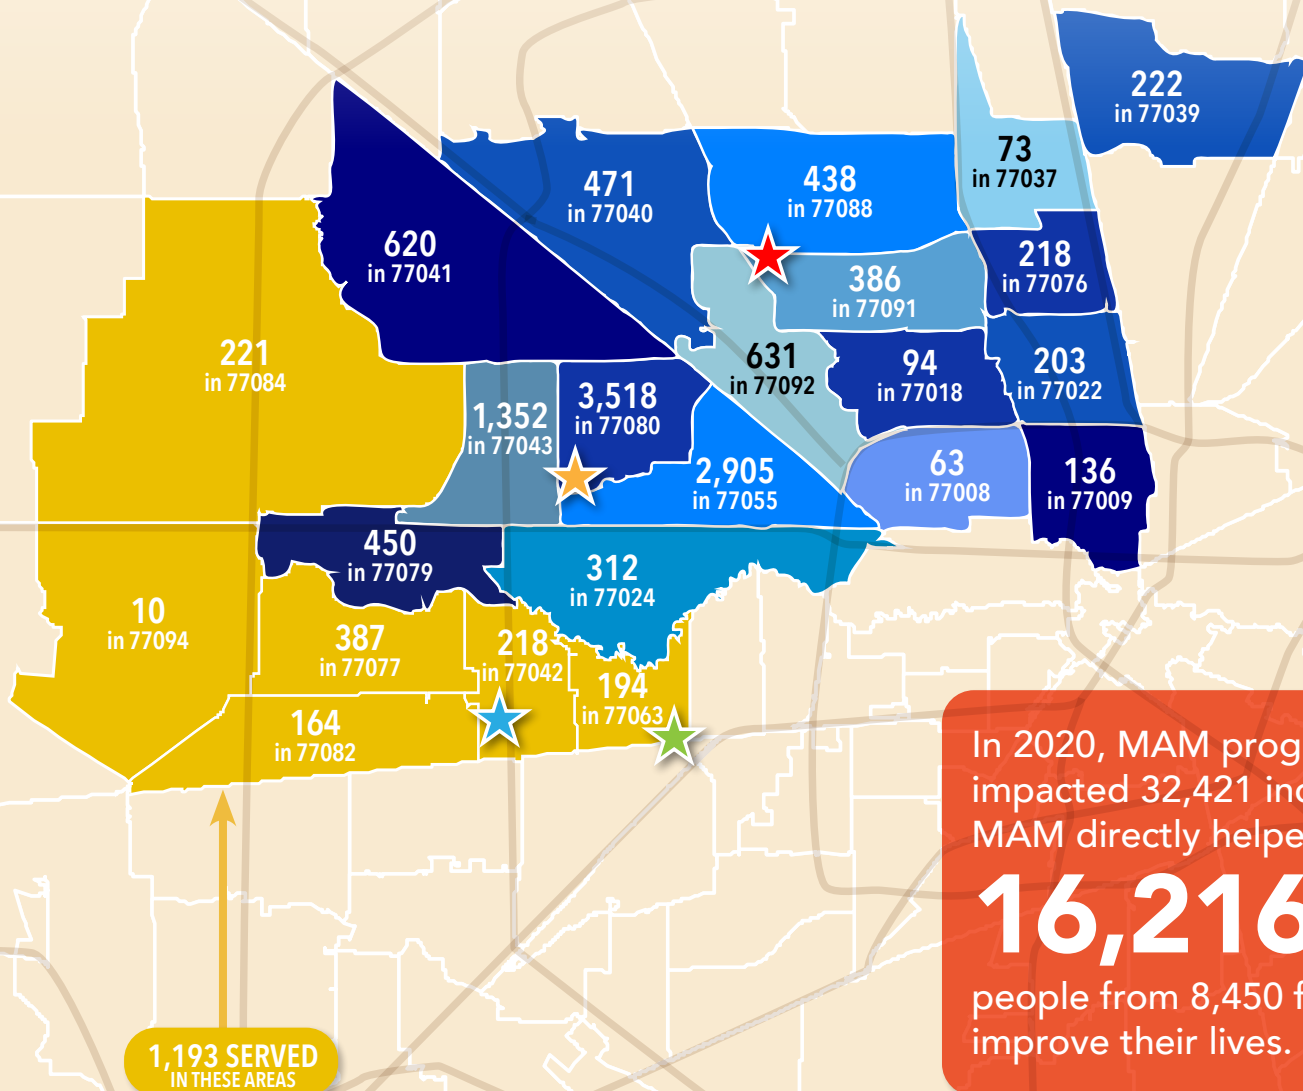 222
in 77039
73
in 77037
471
in 77040
438
in 77088
620
in 77041
386
in 77091
218
in 77076
221
in 77084
631
in 77092
94
in 77018
203
in 77022
1,352
in 77043
3,518
in 77080
2,905
in 77055
63
in 77008
136
in 77009
450
in 77079
312
in 77024
10
in 77094
387
in 77077
218
in 77042
194
in 77063
164
in 77082
In 2020, MAM prog
impacted 32,421 inc
MAM directly helpe
16,216
people from 8,450 f
improve their lives.
1,193 SERVED
IN THESE AREAS